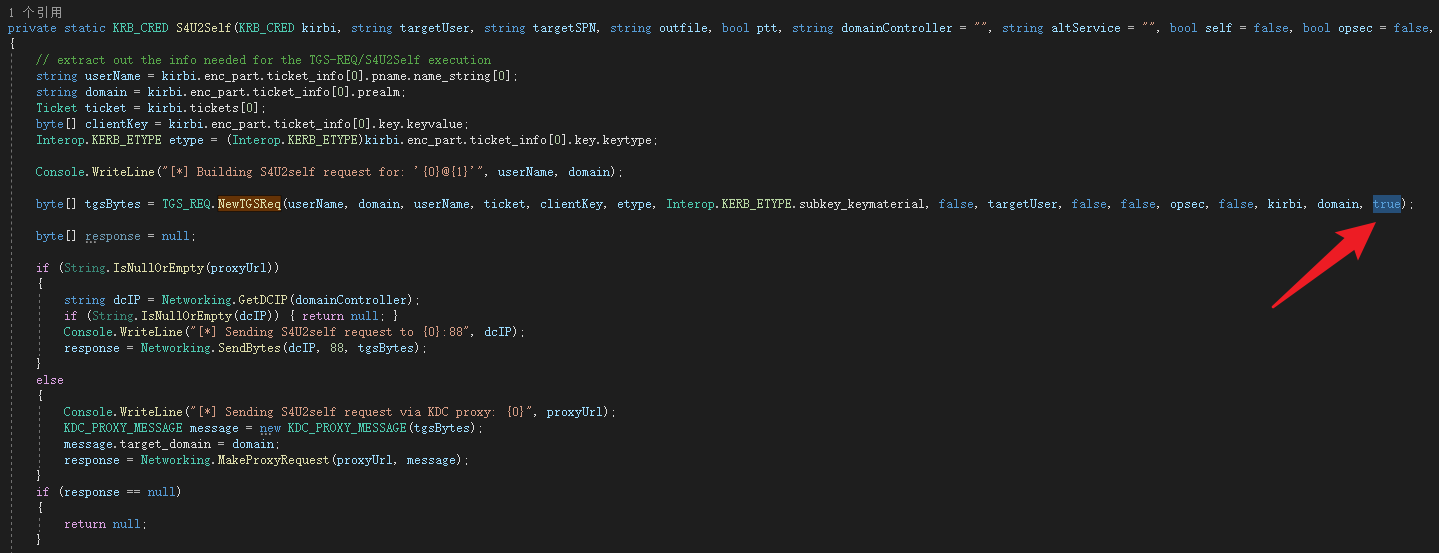 1 个引用
private static KRB_CRED S4U2Self(KRB_CRED kirbi, string targetUser, string targetSPN, string outfile, bool ptt, string domainController = "", string altService = "", bool self = false, bool opsec = false,
{
// extract out the info needed for the TGS-REQ/S4U2Self execution
string userName = kirbi.enc_part.ticket_info[0].pname.name_string[0];
string domain = kirbi.enc_part.ticket_info[0].prealm;
Ticket ticket = kirbi.tickets[0];
byte[] clientKey = kirbi.enc_part.ticket_info[0].key.keyvalue;
Interop.KERB_ETYPE etype = (Interop.KERB_ETYPE)kirbi.enc_part.ticket_info[0].key.keytype;
Console.WriteLine("[*] Building S4U2self request for: '{0}@{1}'", userName, domain);
byte[] tgsBytes = TGS_REQ.NewTGSReq(userName, domain, userName, ticket, clientKey, etype, Interop.KERB_ETYPE.subkey_keymaterial, false, targetUser, false, false, opsec, false, kirbi, domain, true);
byte[] response = null;
if (String.IsNullOrEmpty(proxyUrl))
{
string dcIP = Networking.GetDCIP(domainController);
if (String.IsNullOrEmpty(dcIP)) { return null; }
Console.WriteLine("[*] Sending S4U2self request to {0}:88", dcIP);
response = Networking.SendBytes(dcIP, 88, tgsBytes);
}
else
{
Console.WriteLine("[*] Sending S4U2self request via KDC proxy: {0}", proxyUrl);
KDC_PROXY_MESSAGE message = new KDC_PROXY_MESSAGE(tgsBytes);
message.target_domain = domain;
response = Networking.MakeProxyRequest(proxyUrl, message);
}
if (response == null)
{
return null;
}